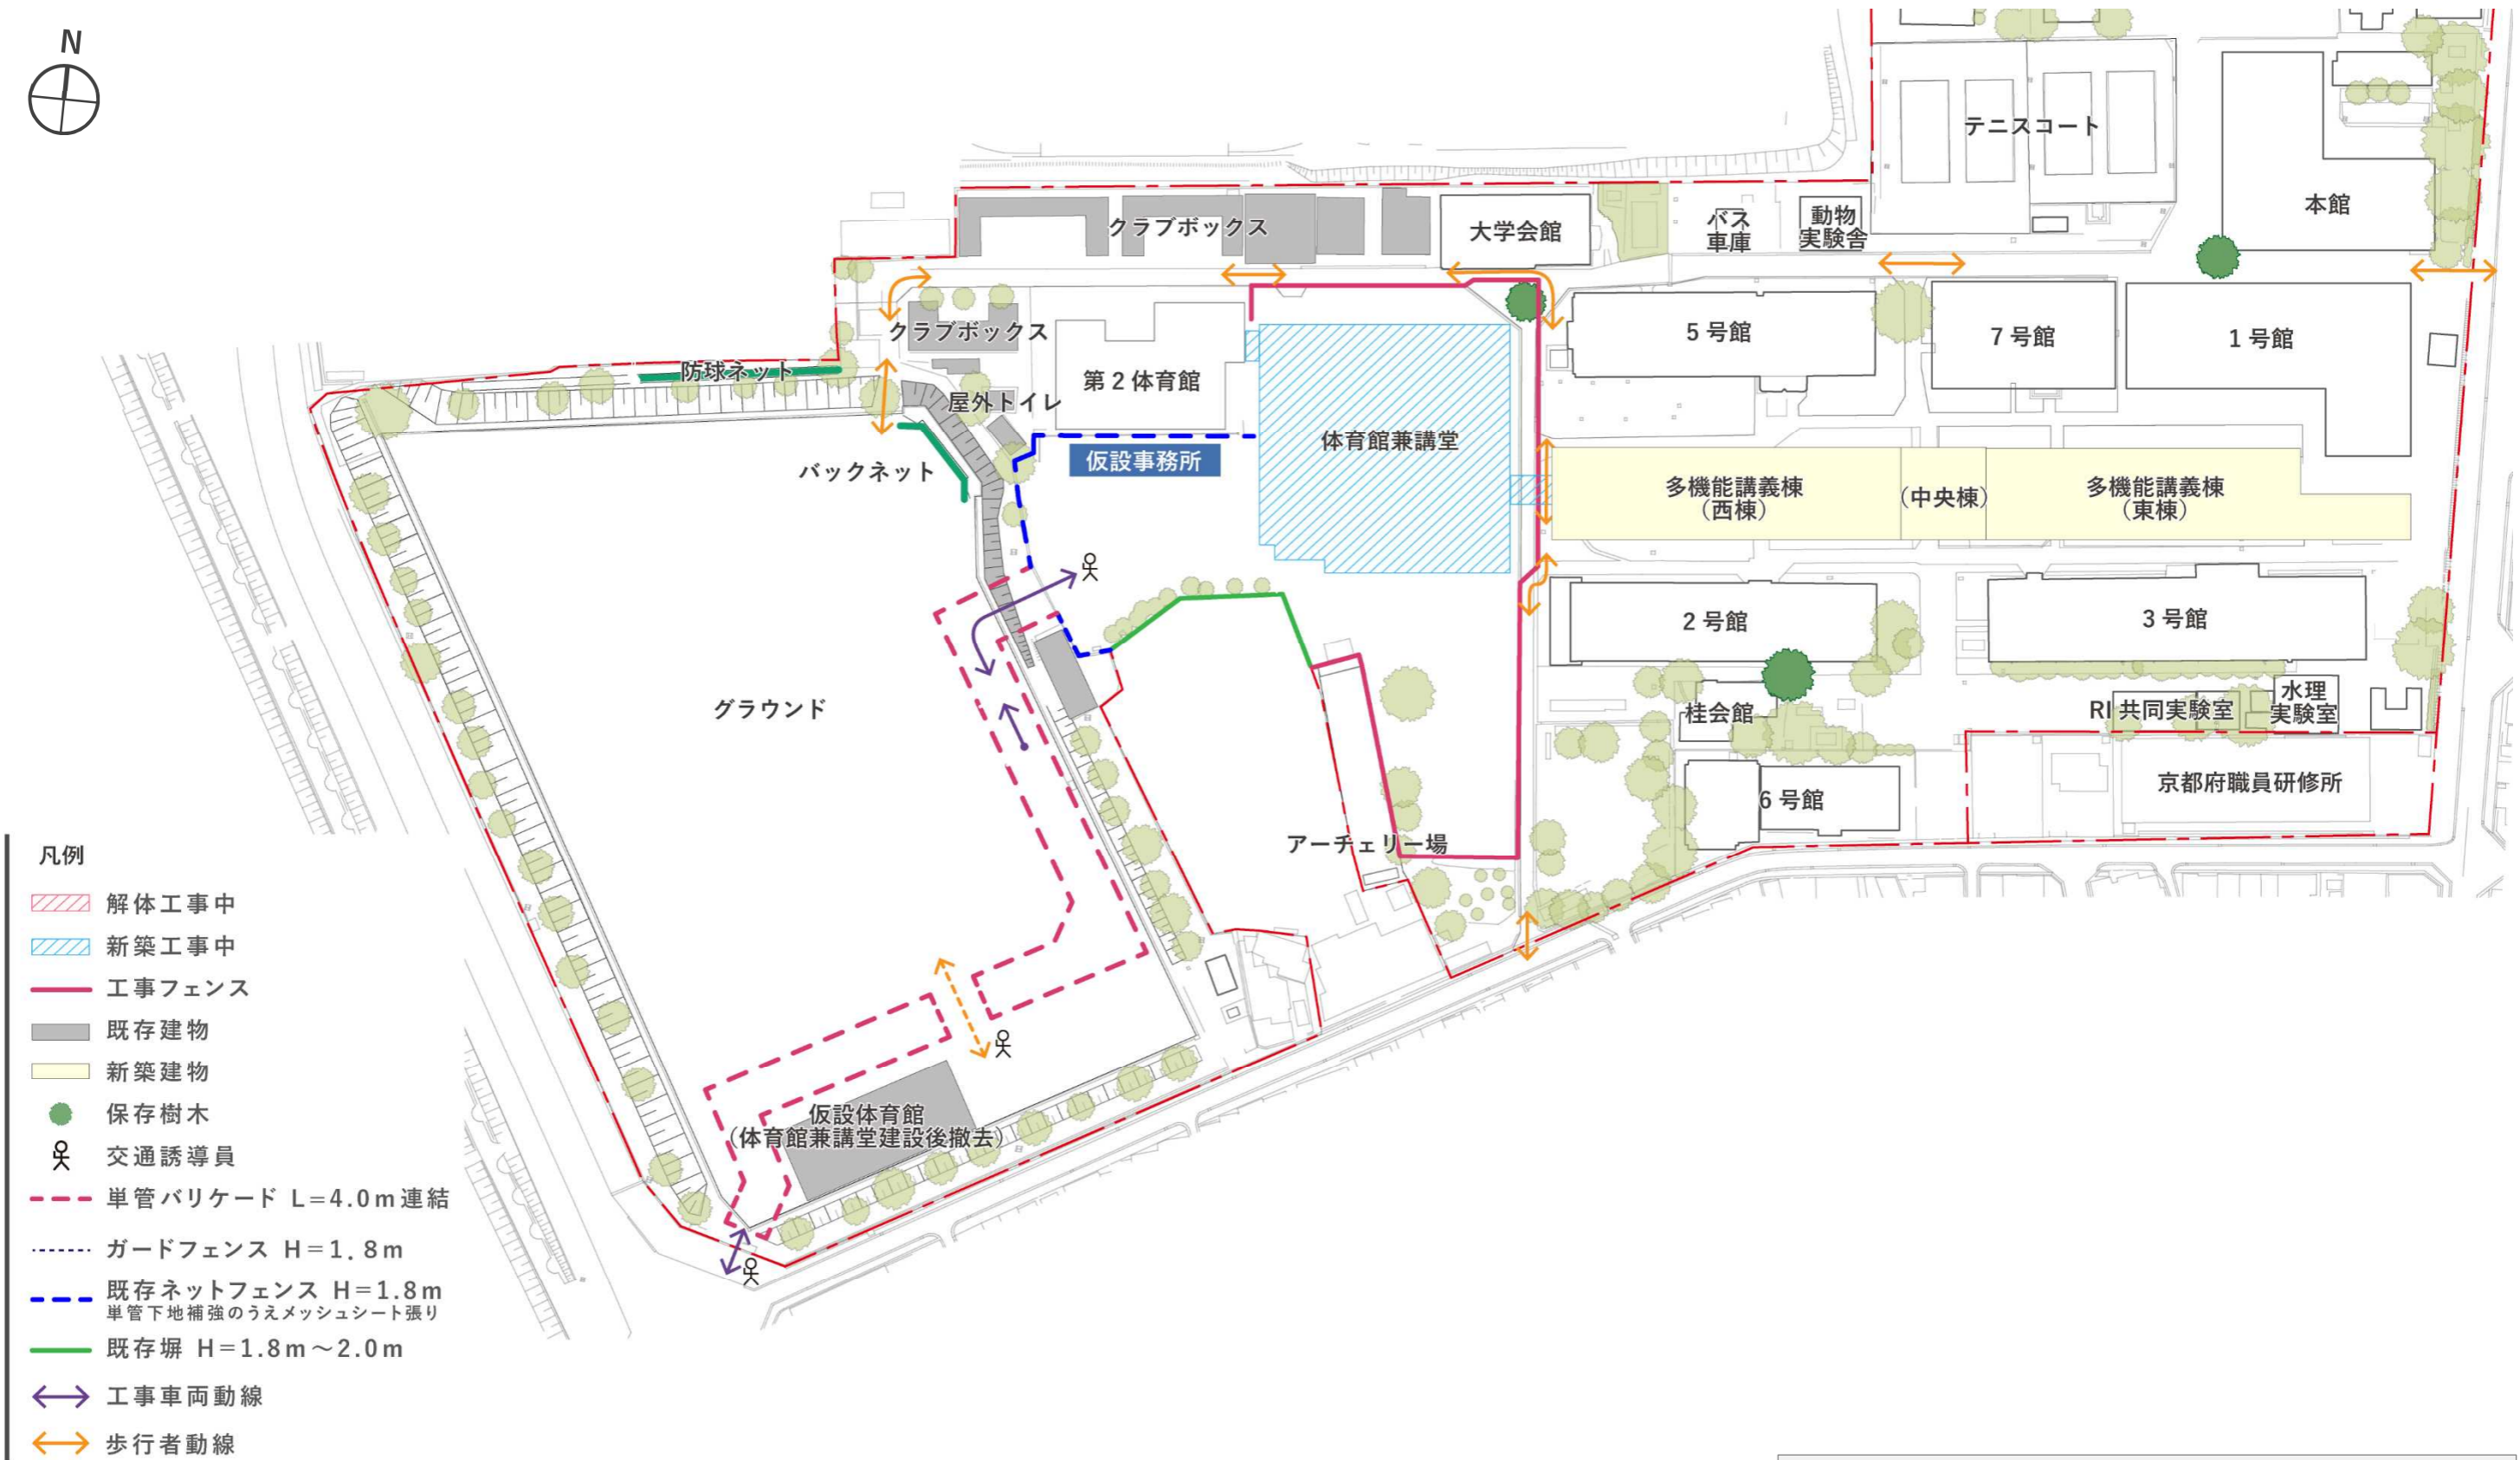 N
テニスコート
本館
クラブボックス
大学会館
バス
車庫
動物
実験舎
クラブボックス
5 号館
7 号館
1 号館
防球ネット
第 2 体育館
屋外トイレ
体育館兼講堂
バックネット
仮設事務所
多機能講義棟
（西棟）
（中央棟）
多機能講義棟
（東棟）
2 号館
3 号館
グラウンド
桂会館
RI 共同実験室
水理
実験室
6 号館
京都府職員研修所
アーチェリー場
仮設体育館
（体育館兼講堂建設後撤去）
凡例
解体工事中
新築工事中
工事フェンス
既存建物
新築建物
保存樹木
交通誘導員
単管バリケード L＝4.0m連結
ガードフェンス H＝1.8m
既存ネットフェンス H＝1.8m
単管下地補強のうえメッシュシート張り
既存塀 H＝1.8m～2.0m
工事車両動線
歩行者動線